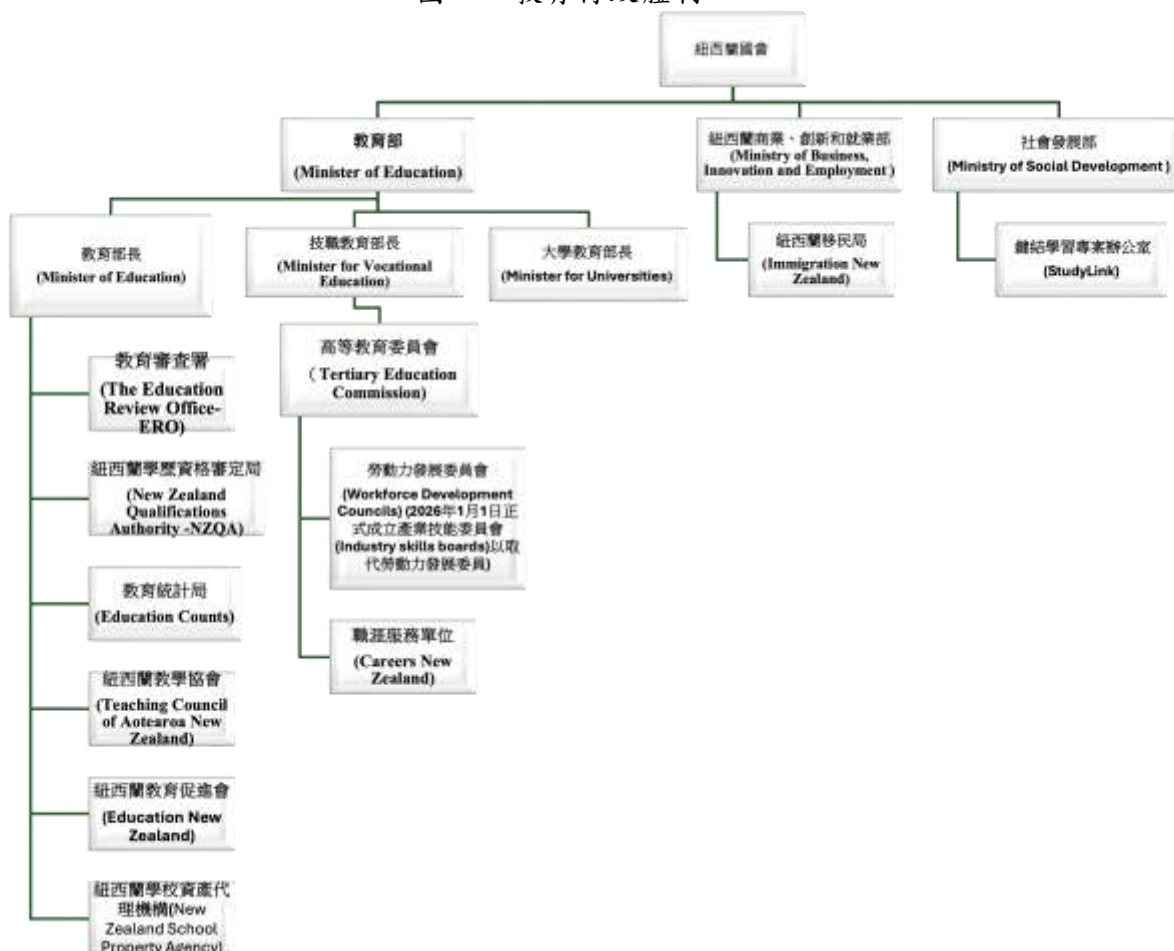 紐西蘭國會
教育部
(Minister of Education)
紐西蘭商業、創新和就業部
(Ministry of Business,
Innovation and Employment )
社會發展部
(Ministry of Social Development )
教育部長
(Minister of Education)
技職教育部長
(Minister for Vocational
Education)
大學教育部長
(Minister for Universities)
紐西蘭移民局
(Immigration New
Zealand)
鏈結學習專案辦公室
(StudyLink)
教育審查署
(The Education
Review Office-
ERO)
紐西蘭學歷資格審定局
(New Zealand
Qualifications
Authority -NZQA)
教育統計局
(Education Counts)
紐西蘭教學協會
(Teaching Council
of Aotearoa New
Zealand)
紐西蘭教育促進會
(Education New
Zealand)
紐西蘭學校資產代
理機構(New
Zealand School
Property Agency)
高等教育委員會
( Tertiary Education
Commission)
勞動力發展委員會
(Workforce Development
Councils) (2026年1月1日正
式成立產業技能委員會
(Industry skills boards)以取
代勞動力發展委員)
職涯服務單位
(Careers New
Zealand)